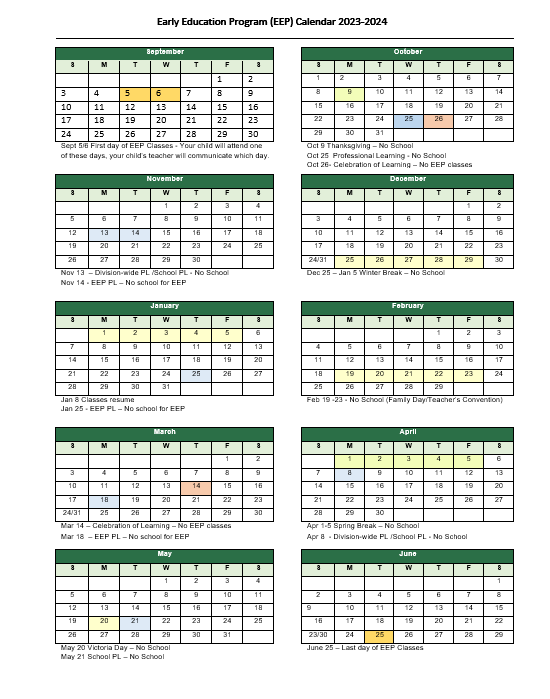 Early Education Program (EEP) Calendar 2023-2024
September
S M T W T F S
1 2
3 4 5 6 7 8 9
10 11 12 13 14 15 16
17 18 19 20 21 22 23
24 25 26 27 28 29 30
Sept 5/6 First day of EEP Classes - Your child will attend one
of these days, your child's teacher will communicate which day.
October
S M T W T F S
1 2 3 4 5 6 7
8 9 10 11 12 13 14
15 16 17 18 19 20 21
22 23 24 25 26 27 28
29 30 31
Oct 9 Thanksgiving – No School
Oct 25 Professional Learning - No School
Oct 26- Celebration of Learning – No EEP classes
November
S M T W T F S
1 2 3 4
5 6 7 8 9 10 11
12 13 14 15 16 17 18
19 20 21 22 23 24 25
26 27 28 29 30
Nov 13 – Division-wide PL /School PL - No School
Nov 14 - EEP PL – No school for EEP
December
S M T W T F S
1 2
3 4 5 6 7 8 9
10 11 12 13 14 15 16
17 18 19 20 21 22 23
24/31 25 26 27 28 29 30
Dec 25 – Jan 5 Winter Break – No School
January
S M T W T F S
1 2 3 4 5 6
7 8 9 10 11 12 13
14 15 16 17 18 19 20
21 22 23 24 25 26 27
28 29 30 31
Jan 8 Classes resume
Jan 25 - EEP PL – No school for EEP
February
S M T W T F S
1 2 3
4 5 6 7 8 9 10
11 12 13 14 15 16 17
18 19 20 21 22 23 24
25 26 27 28 29
Feb 19 -23 - No School (Family Day/Teacher's Convention)
March
S M T W T F S
1 2
3 4 5 6 7 8 9
10 11 12 13 14 15 16
17 18 19 20 21 22 23
24/31 25 26 27 28 29 30
Mar 14 – Celebration of Learning – No EEP classes
Mar 18 – EEP PL – No school for EEP
April
S M T W T F S
1 2 3 4 5 6
7 8 9 10 11 12 13
14 15 16 17 18 19 20
21 22 23 24 25 26 27
28 29 30
Apr 1-5 Spring Break – No School
Apr 8 - Division-wide PL /School PL - No School
May
S M T W T F S
1 2 3 4
5 6 7 8 9 10 11
12 13 14 15 16 17 18
19 20 21 22 23 24 25
26 27 28 29 30 31
May 20 Victoria Day – No School
May 21 School PL – No School
June
S M T W T F S
1
2 3 4 5 6 7 8
9 10 11 12 13 14 15
16 17 18 19 20 21 22
23/30 24 25 26 27 28 29
June 25 – Last day of EEP Classes